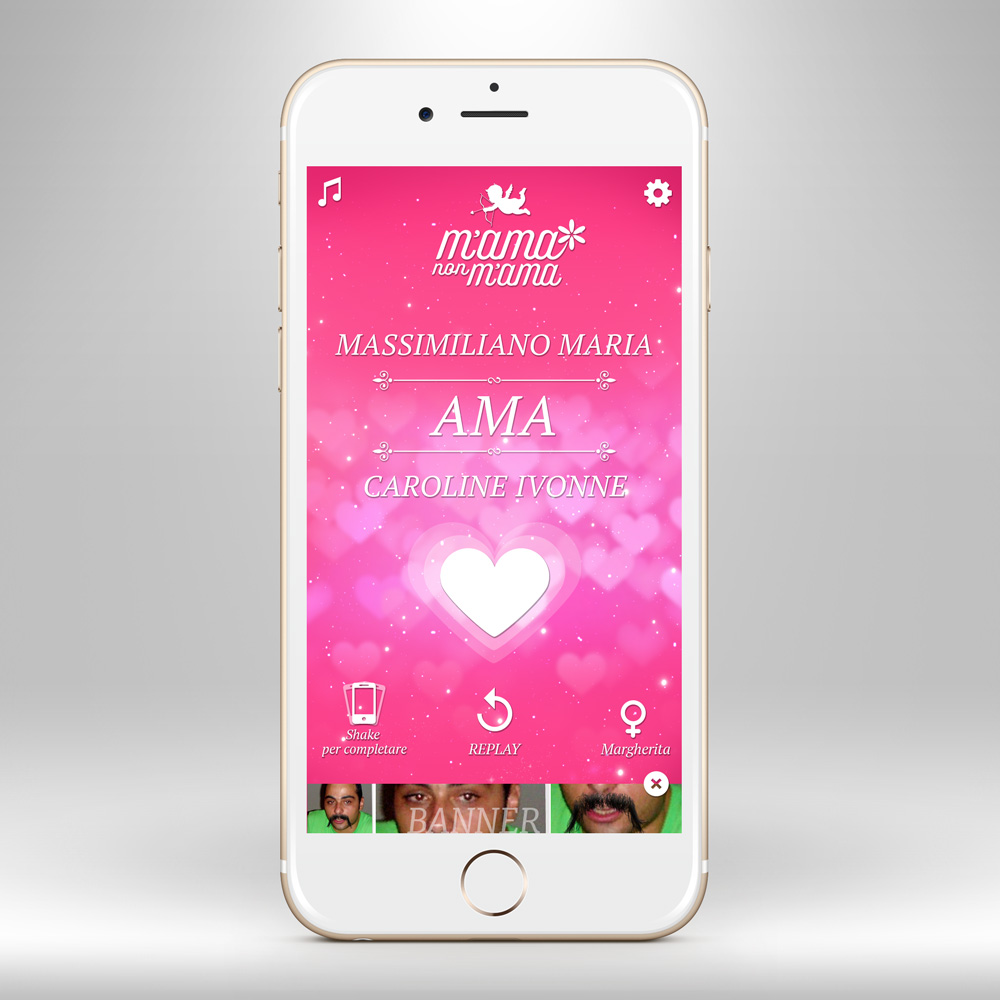 m'ama
non m'ama
MASSIMILIANO MARIA
AMA
CAROLINE IVONNE
Shake
per completare
REPLAY
Margherita
BANNER